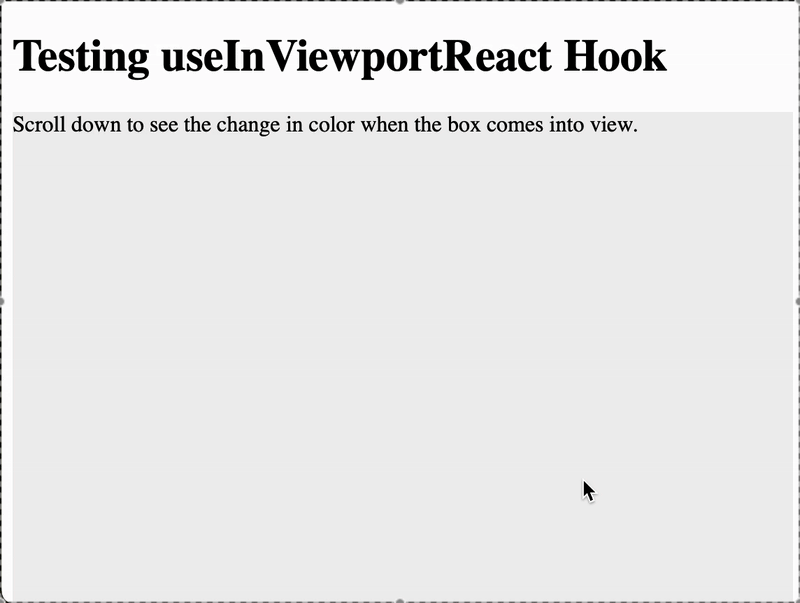 Testing useInViewportReact Hook
Scroll down to see the change in color when the box comes into view.